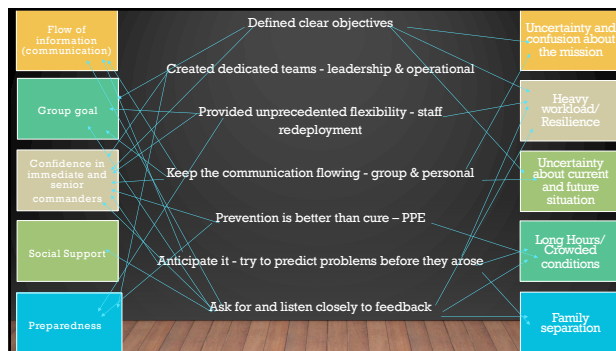 Flow of
information
(communication)
Group goal
Confidence in
immediate and
senior
commanders
Social Support
Preparedness
Defined clear objectives
Created dedicated teams - leadership & operational
Provided unprecedented flexibility - staff
redeployment
Keep the communication flowing - group & personal
Prevention is better than cure – PPE
Anticipate it - try to predict problems before they arose
Ask for and listen closely to feedback
Uncertainty and
confusion about
the mission
Heavy
workload/
Resilience
Uncertainty
about current
and future
situation
Long Hours/
Crowded
conditions
Family
separation